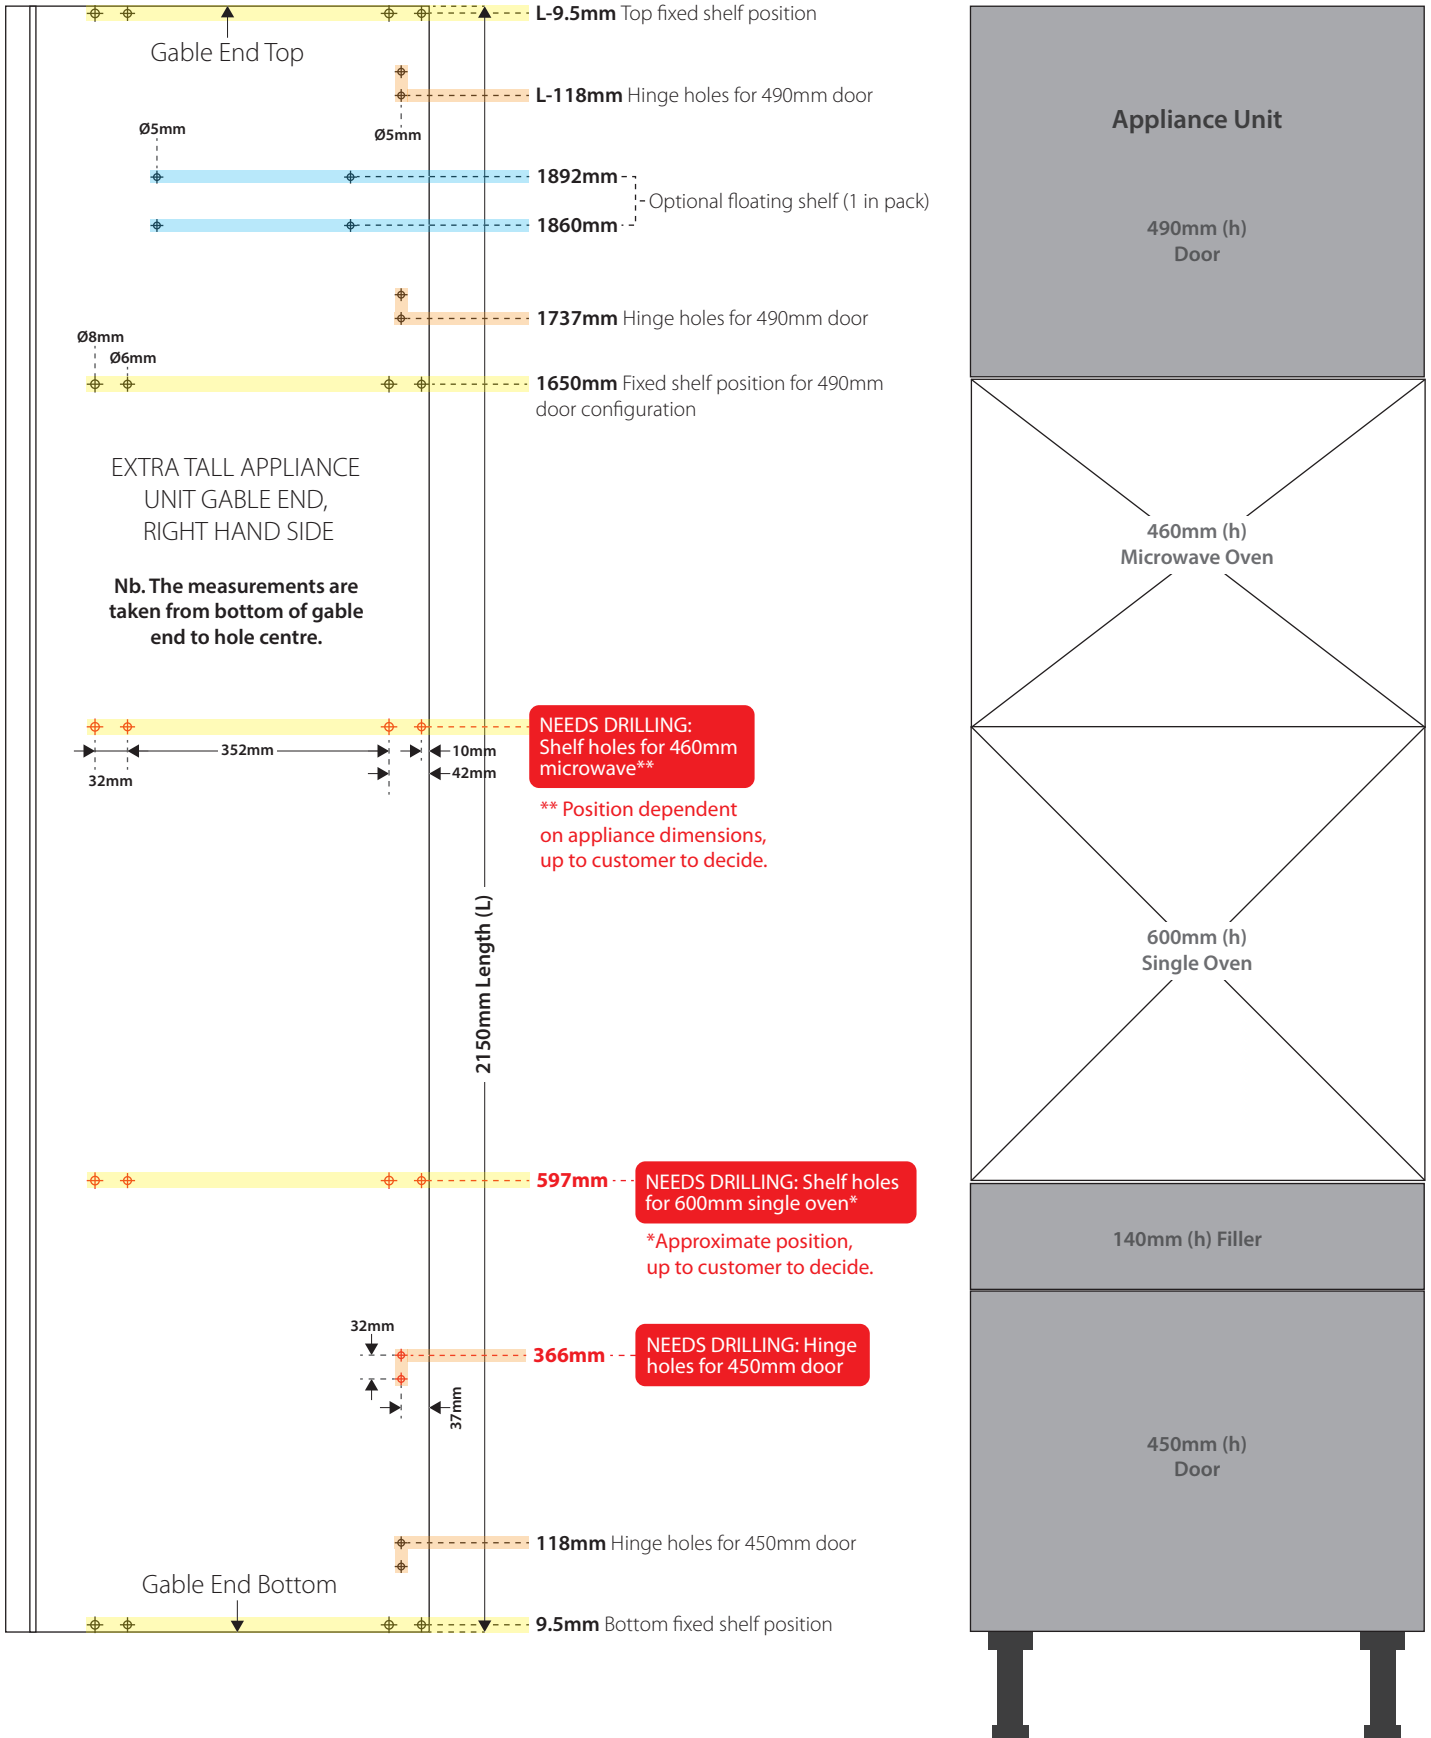 L-9.5mm Top fixed shelf position
Gable End Top
L-118mm Hinge holes for 490mm door
Ø5mm
Ø5mm
1892mm
Optional floating shelf (1 in pack)
1860mm
1737mm Hinge holes for 490mm door
Ø8mm
Ø6mm
1650mm Fixed shelf position for 490mm
door configuration
EXTRA TALL APPLIANCE
UNIT GABLE END,
RIGHT HAND SIDE
Nb. The measurements are
taken from bottom of gable
end to hole centre.
NEEDS DRILLING:
Shelf holes for 460mm
microwave**
352mm
10mm
32mm
42mm
** Position dependent
on appliance dimensions,
up to customer to decide.
2150mm Length (L)
597mm
NEEDS DRILLING: Shelf holes
for 600mm single oven*
*Approximate position,
up to customer to decide.
32mm
366mm
NEEDS DRILLING: Hinge
holes for 450mm door
37mm
118mm Hinge holes for 450mm door
Gable End Bottom
9.5mm Bottom fixed shelf position
Appliance Unit
490mm (h)
Door
460mm (h)
Microwave Oven
600mm (h)
Single Oven
140mm (h) Filler
450mm (h)
Door